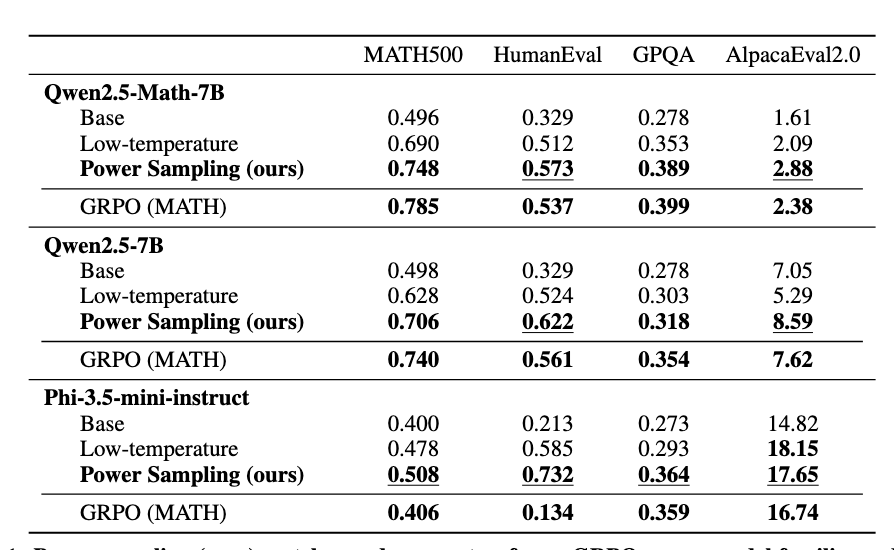 MATH500 HumanEval GPQA AlpacaEval2.0
Qwen2.5-Math-7B
Base 0.496 0.329 0.278 1.61
Low-temperature 0.690 0.512 0.353 2.09
Power Sampling (ours) 0.748 0.573 0.389 2.88
GRPO (MATH) 0.785 0.537 0.399 2.38
Qwen2.5-7B
Base 0.498 0.329 0.278 7.05
Low-temperature 0.628 0.524 0.303 5.29
Power Sampling (ours) 0.706 0.622 0.318 8.59
GRPO (MATH) 0.740 0.561 0.354 7.62
Phi-3.5-mini-instruct
Base 0.400 0.213 0.273 14.82
Low-temperature 0.478 0.585 0.293 18.15
Power Sampling (ours) 0.508 0.732 0.364 17.65
GRPO (MATH) 0.406 0.134 0.359 16.74